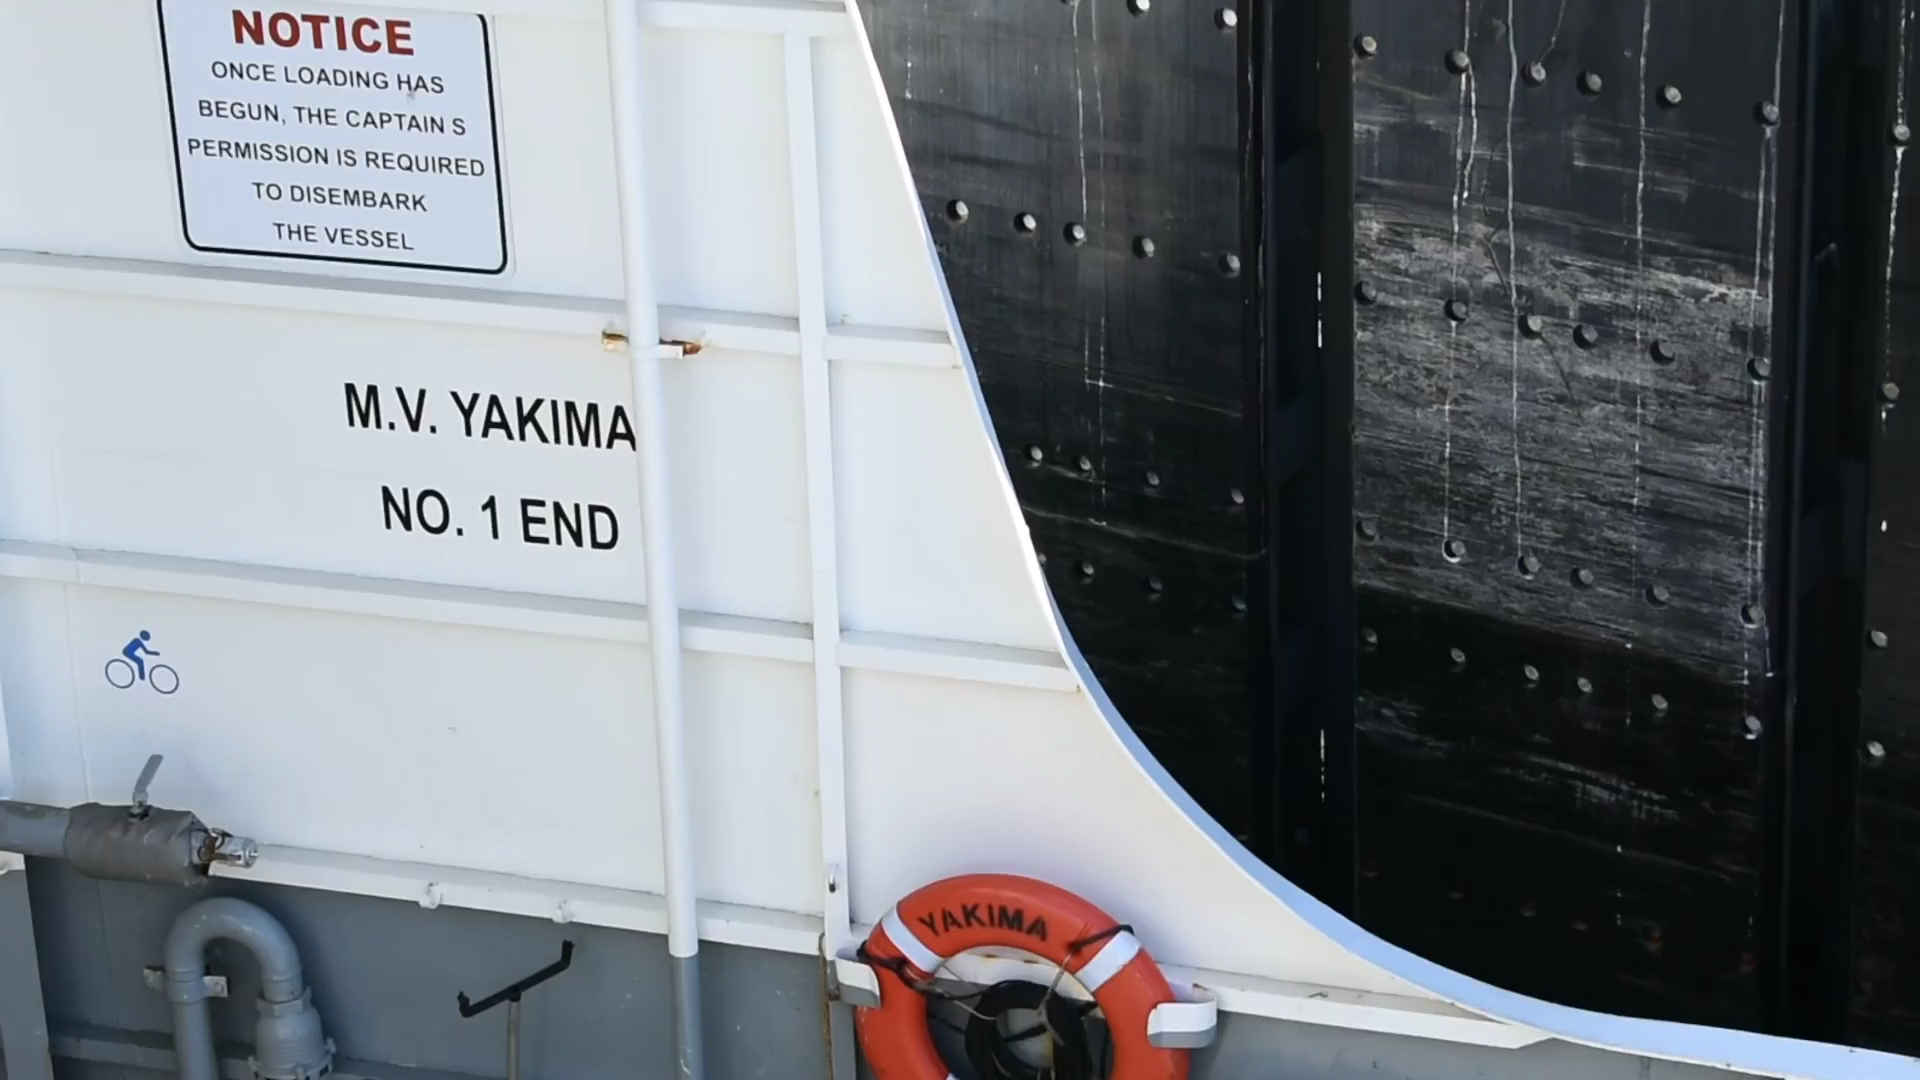 NOTICE
ONCE LOADING HAS
BEGUN, THE CAPTAIN S
PERMISSION IS REQUIRED
TO DISEMBARK
THE VESSEL
M.V. YAKIMA
NO. 1 END
YAKIMA